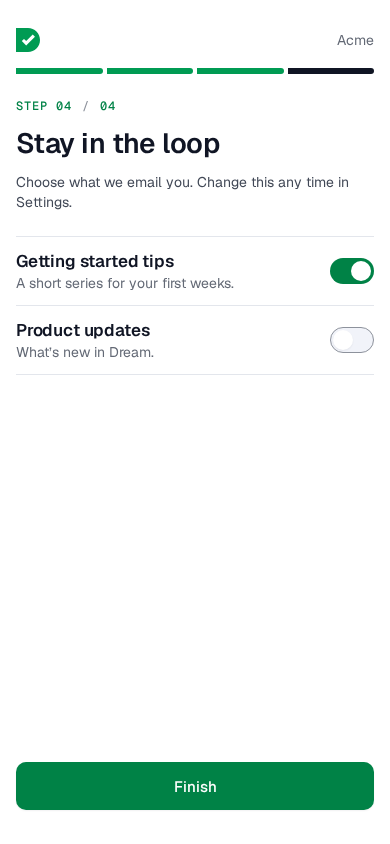 Acme
STEP 04 / 04
Stay in the loop
Choose what we email you. Change this any time in
Settings.
Getting started tips
A short series for your first weeks.
Product updates
What's new in Dream.
Finish